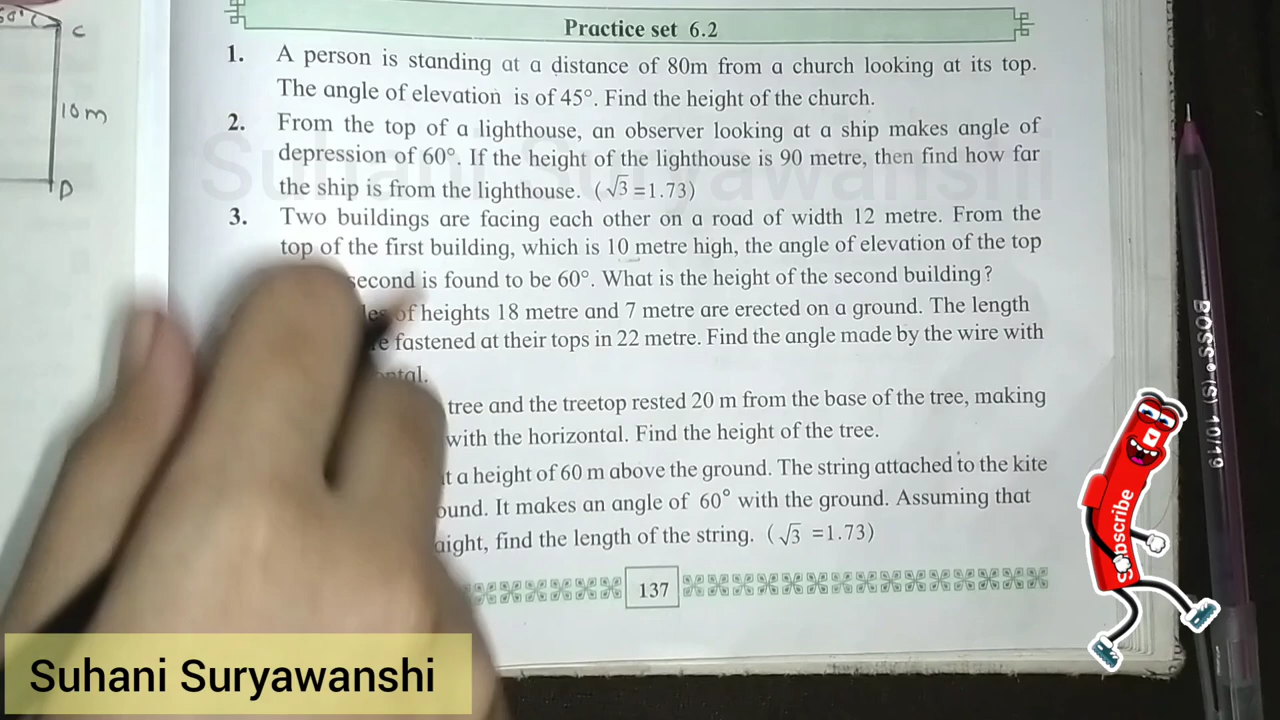 60°
C
10m
D
Practice set 6.2
1. A person is standing at a distance of 80m from a church looking at its top.
The angle of elevation is of 45°. Find the height of the church.
2. From the top of a lighthouse, an observer looking at a ship makes angle of
depression of 60°. If the height of the lighthouse is 90 metre, then find how far
the ship is from the lighthouse. (√3 =1.73)
3. Two buildings are facing each other on a road of width 12 metre. From the
top of the first building, which is 10 metre high, the angle of elevation of the top
second is found to be 60°. What is the height of the second building?
of heights 18 metre and 7 metre are erected on a ground. The length
fastened at their tops in 22 metre. Find the angle made by the wire with
tree and the treetop rested 20 m from the base of the tree, making
with the horizontal. Find the height of the tree.
a height of 60 m above the ground. The string attached to the kite
It makes an angle of 60° with the ground. Assuming that
find the length of the string. (√3 =1.73)
137
Suhani Suryawanshi
Suhani Suryawanshi
Subscribe
BOSS® (S) 10/19